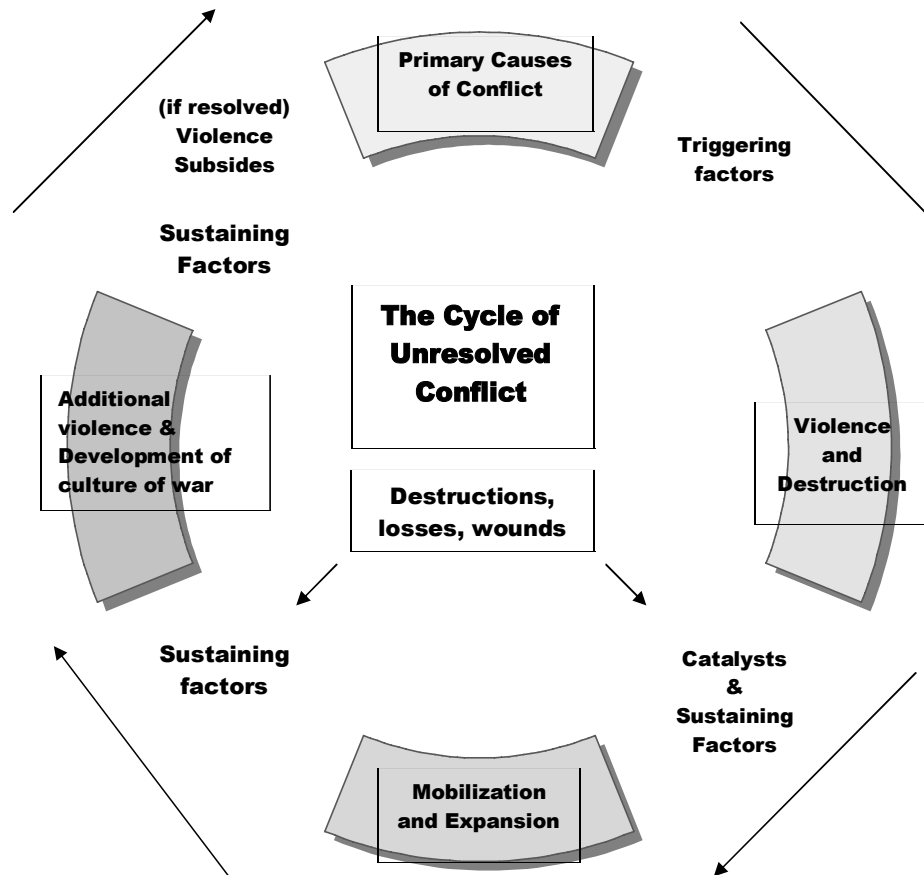 Primary Causes
of Conflict
(if resolved)
Violence
Subsides
Triggering
factors
Sustaining
Factors
The Cycle of
Unresolved
Conflict
Additional
violence &
Development of
culture of war
Violence
and
Destruction
Destructions,
losses, wounds
Sustaining
factors
Catalysts
&
Sustaining
Factors
Mobilization
and Expansion